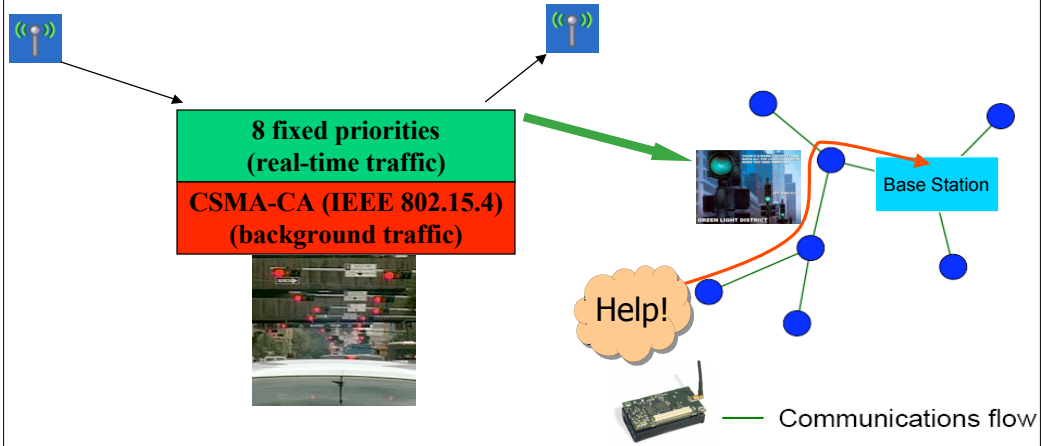 8 fixed priorities
(real-time traffic)
CSMA-CA (IEEE 802.15.4)
(background traffic)
GREEN LIGHT DISTRICT
Base Station
Help!
Communications flow